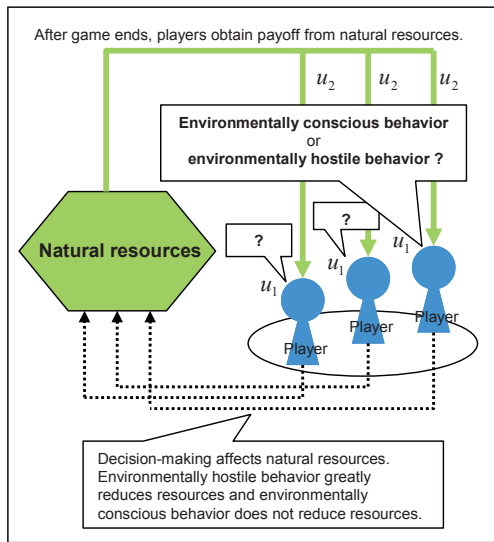 After game ends, players obtain payoff from natural resources.
u2 u2 u2
Environmentally conscious behavior
or
environmentally hostile behavior ?
?
?
Natural resources
u1 u1 u1
Player Player Player
Decision-making affects natural resources.
Environmentally hostile behavior greatly
reduces resources and environmentally
conscious behavior does not reduce resources.